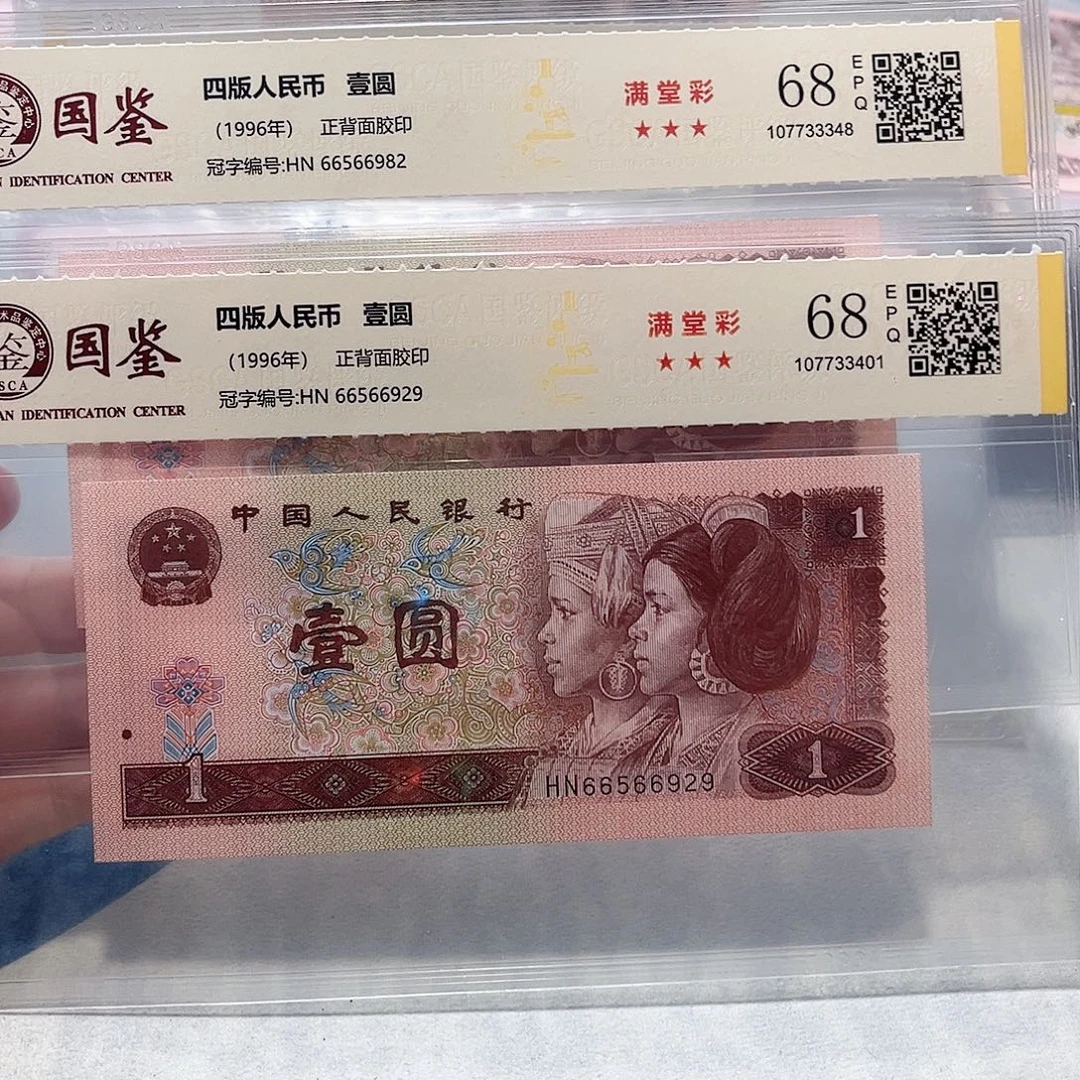 国鉴
N IDENTIFICATION CENTER
四版人民币 壹圆
(1996年) 正背面胶印
冠字编号:HN 66566982
满堂彩
★★★
68
EPQ
107733348
国鉴
SCA
AN IDENTIFICATION CENTER
四版人民币 壹圆
(1996年) 正背面胶印
冠字编号:HN 66566929
满堂彩
★★★
68
EPQ
107733401
中国人民银行
1
壹圆
1
HN66566929
1